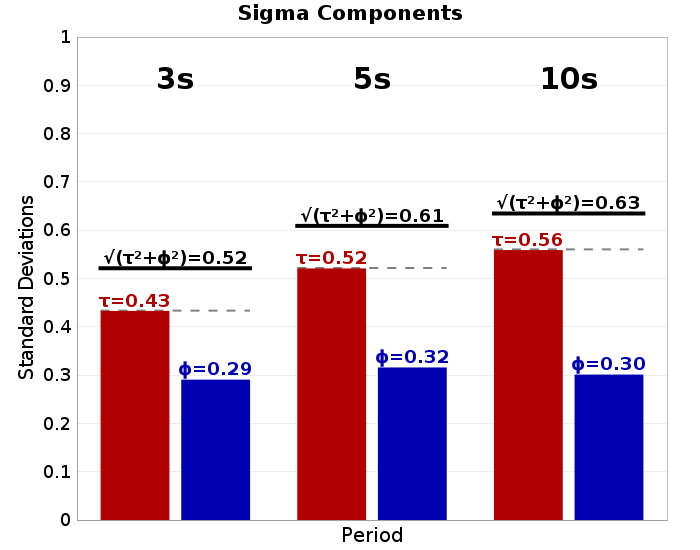 Sigma Components
Standard Deviations
1
0.9
0.8
0.7
0.6
0.5
0.4
0.3
0.2
0.1
0
3s
5s
10s
√(τ²+ϕ²)=0.52
τ=0.43
ϕ=0.29
√(τ²+ϕ²)=0.61
τ=0.52
ϕ=0.32
√(τ²+ϕ²)=0.63
τ=0.56
ϕ=0.30
Period